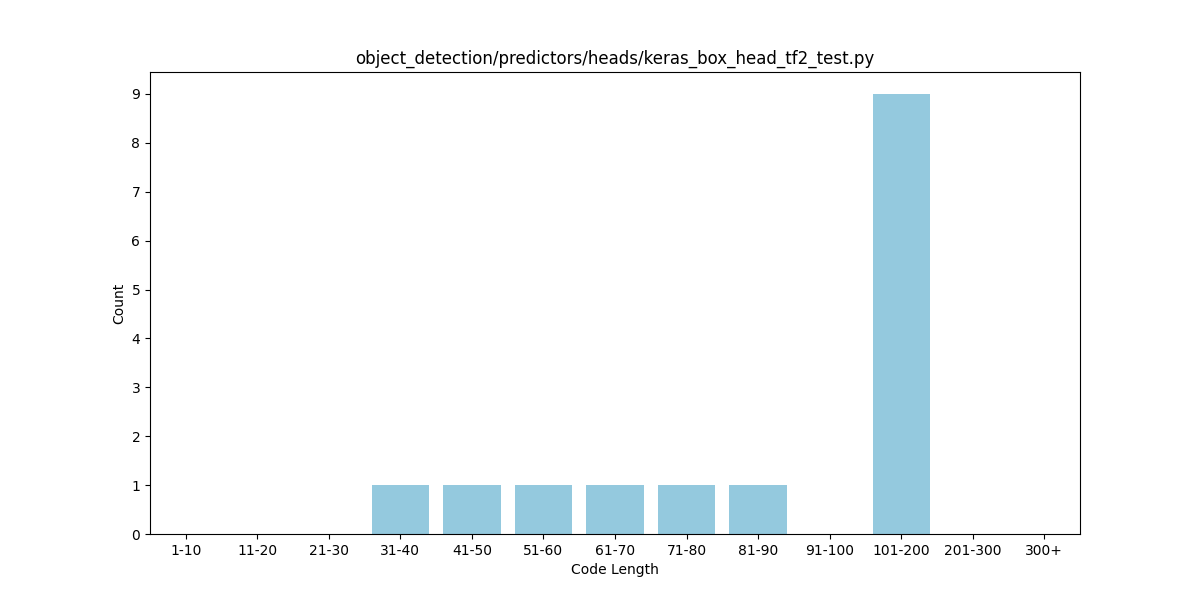 object_detection/predictors/heads/keras_box_head_tf2_test.py
9
8
7
6
5
4
3
2
1
0
Count
1-10 11-20 21-30 31-40 41-50 51-60 61-70 71-80 81-90 91-100 101-200 201-300 300+
Code Length